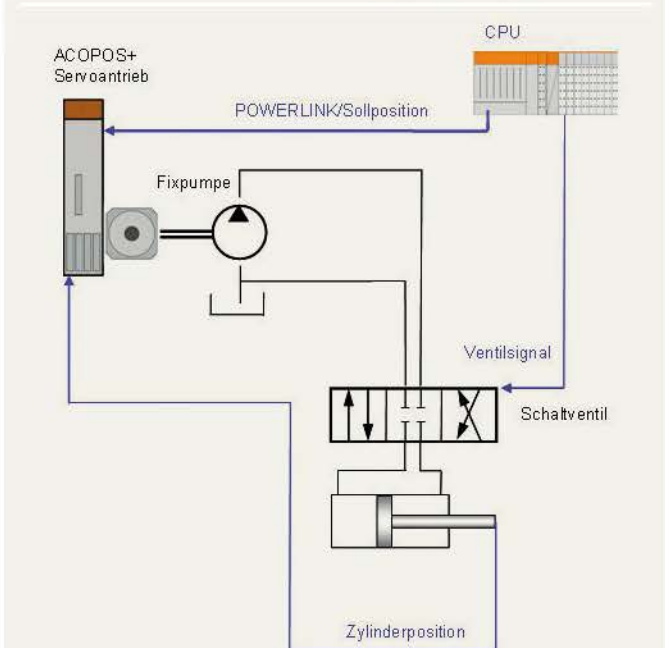 CPU
ACOPOS+
Servoantrieb
POWERLINK/Sollposition
Fixpumpe
Ventilsignal
Schaltventil
Zylinderposition